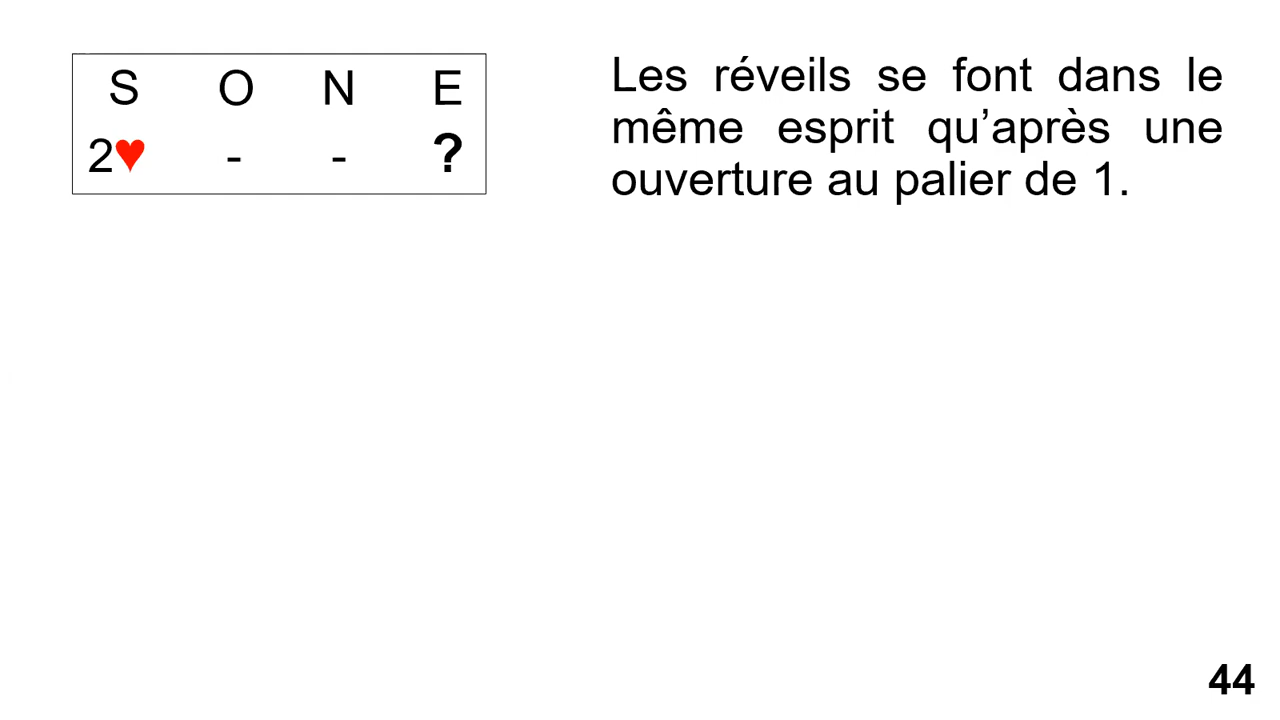 S O N E
2♥ - - ?
Les réveils se font dans le
même esprit qu’après une
ouverture au palier de 1.
44